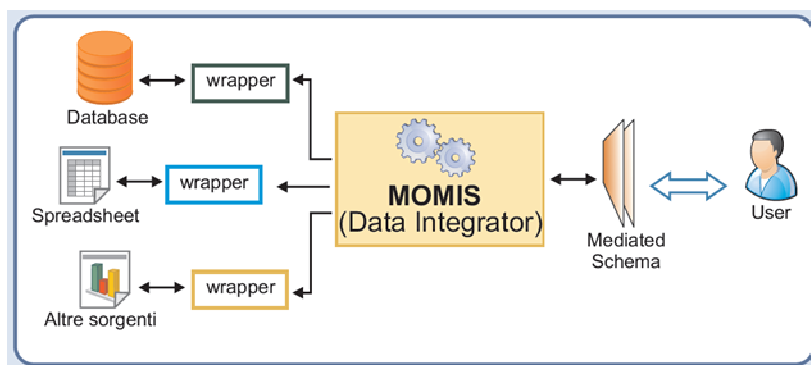 wrapper
Database
wrapper
Spreadsheet
wrapper
Altre sorgenti
MOMIS
(Data Integrator)
Mediated
Schema
User